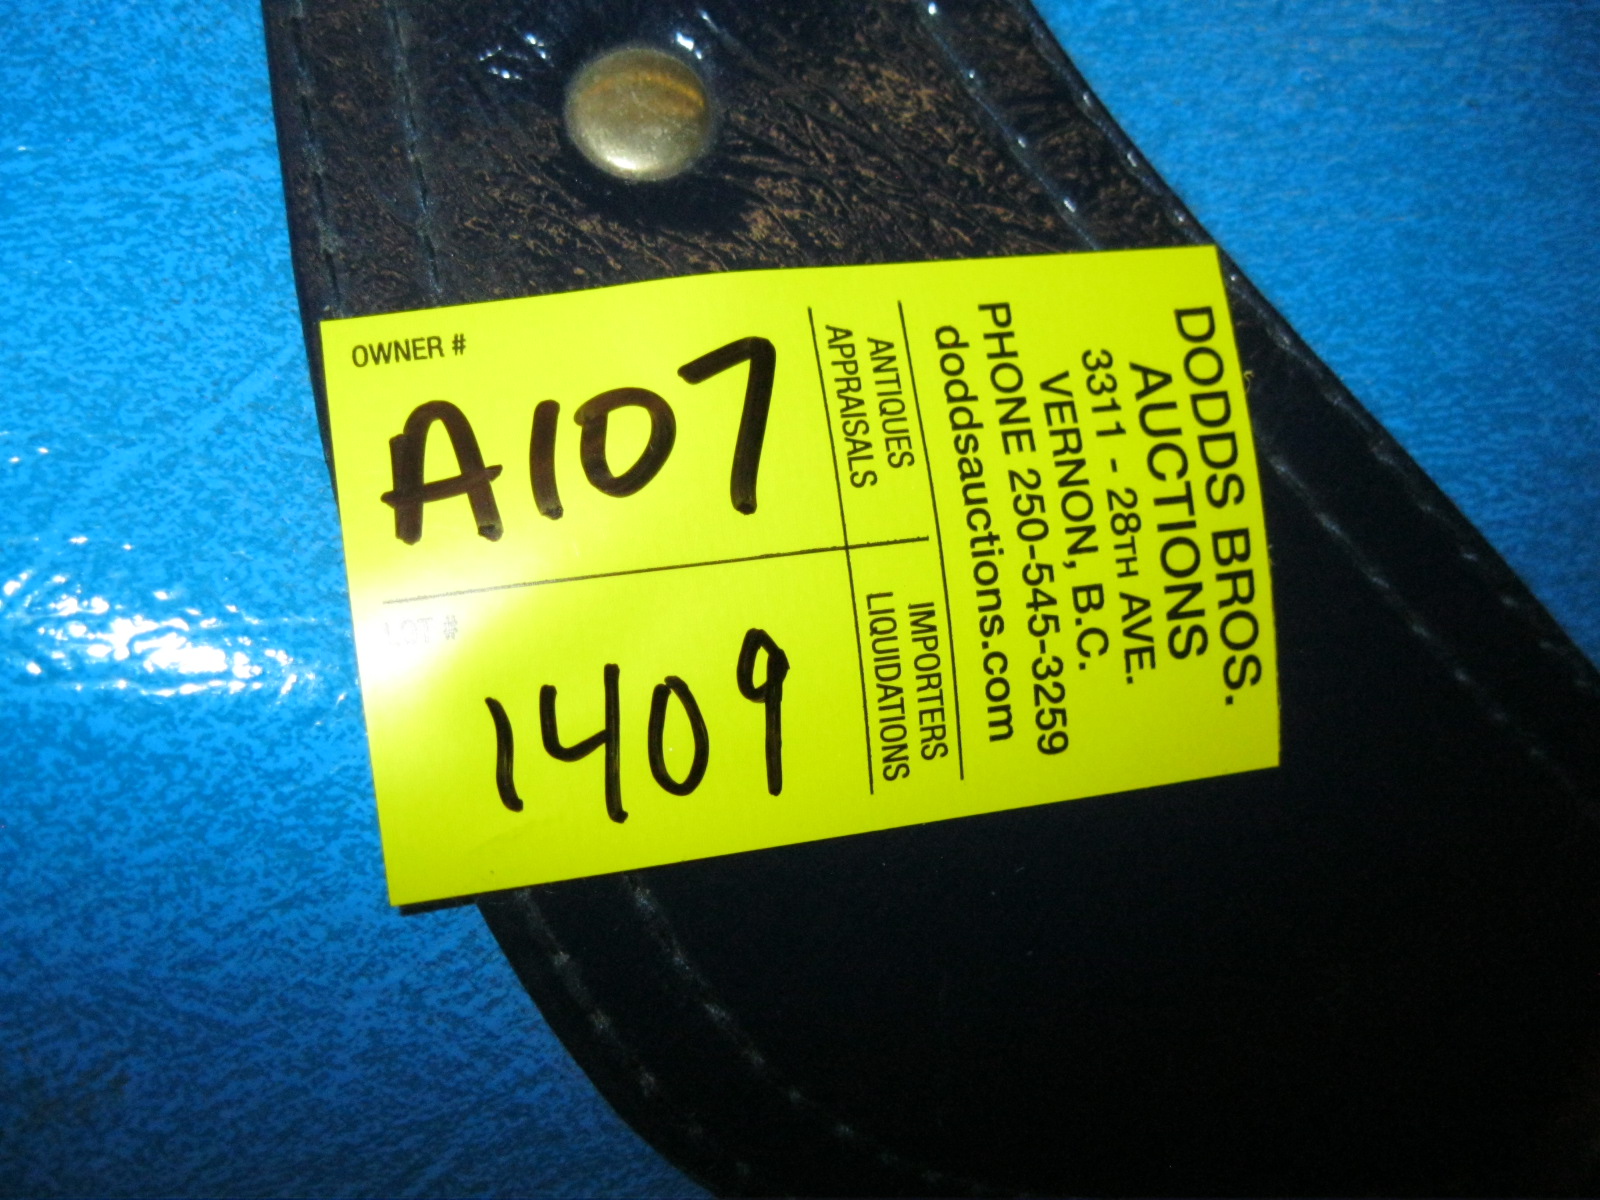 DODDS BROS.
AUCTIONS
3311 - 28TH AVE.
VERNON, B.C.
PHONE 250-545-3259
doddsauctions.com
ANTIQUES
APPRAISALS
IMPORTERS
LIQUIDATIONS
OWNER #
A107
LOT #
1409